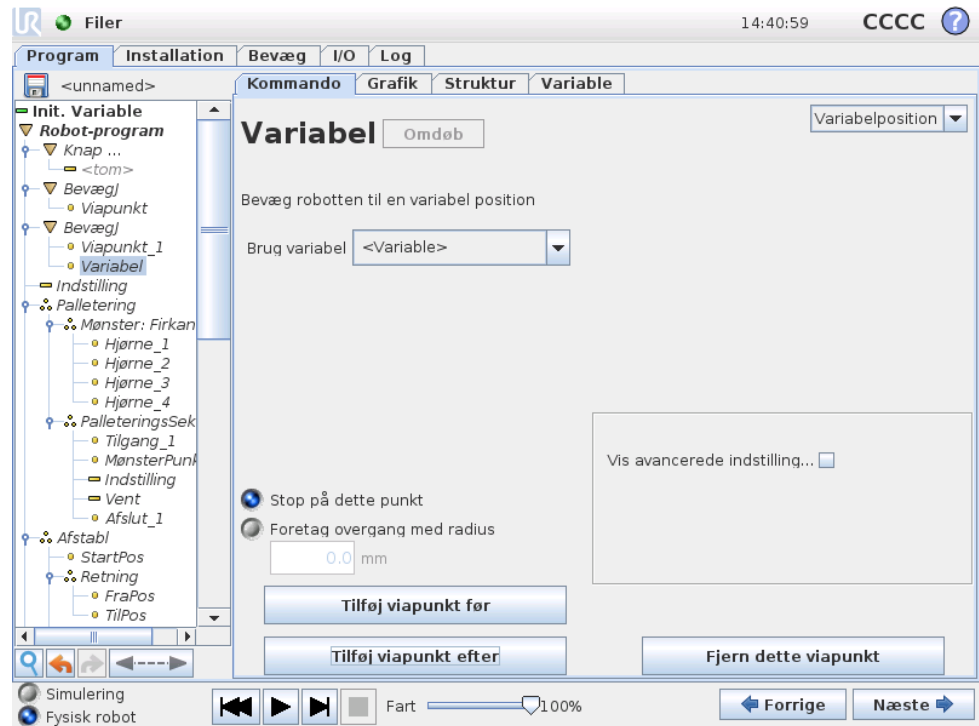 UR Filer 14:40:59 CCCC ?
Program Installation Bevæg I/O Log
<unnamed>
Kommando Grafik Struktur Variable
Init. Variable
Robot-program
Knap ...
<tom>
BevægJ
Viapunkt
BevægJ
Viapunkt_1
Variabel
Indstilling
Palletering
Mønster: Firkan
Hjørne_1
Hjørne_2
Hjørne_3
Hjørne_4
PalleteringsSek
Tilgang_1
MønsterPunk
Indstilling
Vent
Afslut_1
Afstabl
StartPos
Retning
FraPos
TilPos
Variabel Omdøb
Variabelposition
Bevæg robotten til en variabel position
Brug variabel <Variable>
Vis avancerede indstilling...
Stop på dette punkt
Foretag overgang med radius
0.0 mm
Tilføj viapunkt før
Tilføj viapunkt efter
Fjern dette viapunkt
Simulering
Fysisk robot
Fart 100%
Forrige
Næste